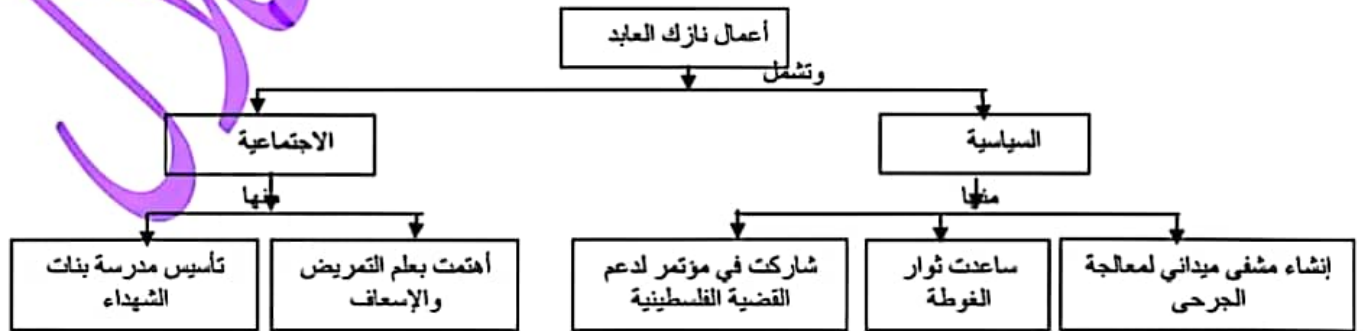 أعمال نازك العابد
وتشمل
السياسية
الاجتماعية
منها
منها
إنشاء مشفى ميداني لمعالجة
الجرحى
ساعدت ثوار
الغوطة
شاركت في مؤتمر لدعم
القضية الفلسطينية
أهتمت بعلم التمريض
والإسعاف
تأسيس مدرسة بنات
الشهداء